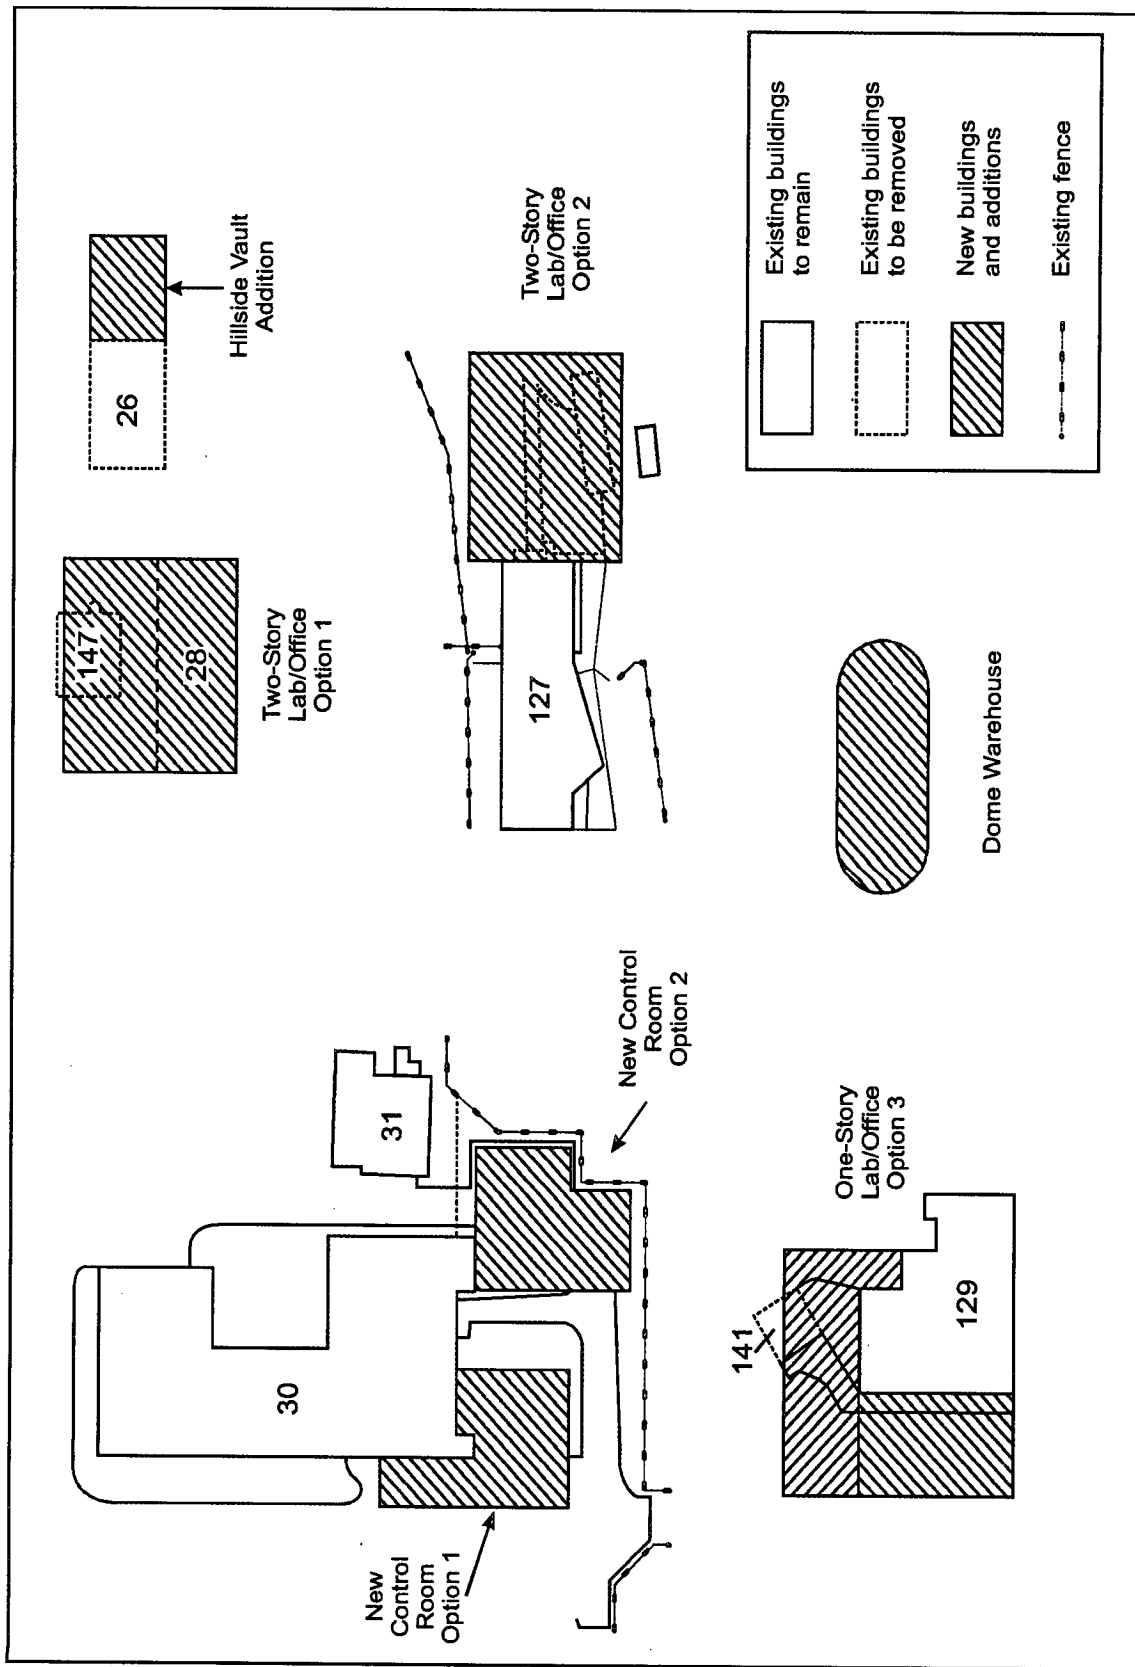 30
31
New
Control
Room
Option 1
New Control
Room
Option 2
147
28
Two-Story
Lab/Office
Option 1
26
Hillside Vault
Addition
127
Two-Story
Lab/Office
Option 2
141
129
One-Story
Lab/Office
Option 3
Dome Warehouse
Existing buildings
to remain
Existing buildings
to be removed
New buildings
and additions
Existing fence